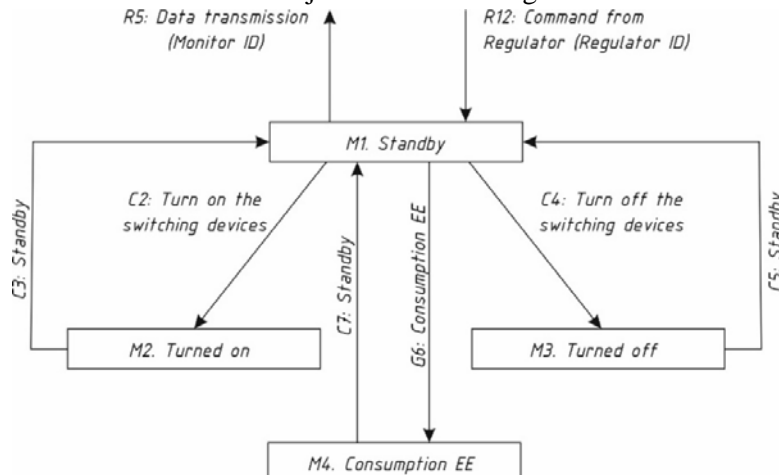 R5: Data transmission
(Monitor ID)
R12: Command from
Regulator (Regulator ID)
M1. Standby
C2: Turn on the
switching devices
C4: Turn off the
switching devices
C3: Standby
C7: Standby
G6: Consumption EE
C5: Standby
M2. Turned on
M3. Turned off
M4. Consumption EE